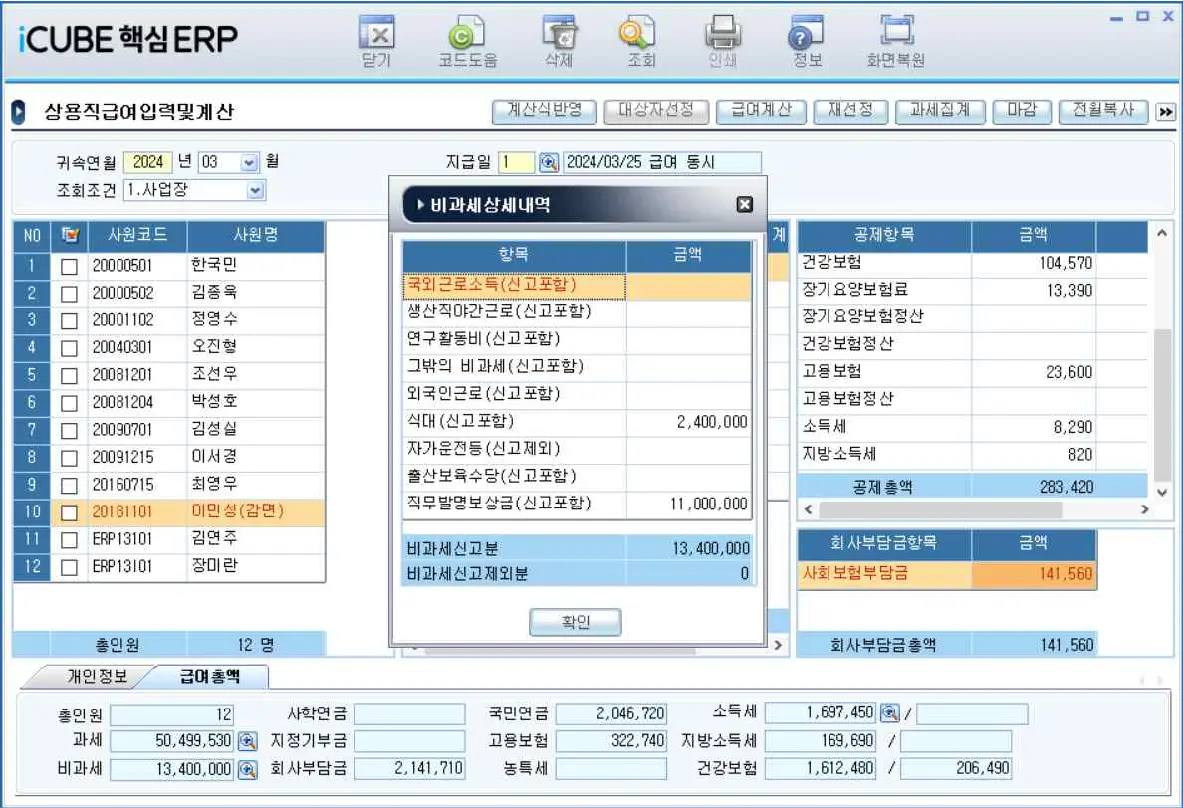 iCUBE 핵심 ERP
닫기 코드도움 삭제 조회 인쇄 정보 화면복원
상용직급여입력및계산
계산식반영 대상자선정 급여계산 재선정 과세집계 마감 전월복사
귀속연월 2024 년 03 월 지급일 1 2024/03/25 급여 동시
조회조건 1.사업장
NO 사원코드 사원명
1 20000501 한국민
2 20000502 김종욱
3 20001102 정영수
4 20040301 오진형
5 20081201 조선우
6 20081204 박성호
7 20090701 김성실
8 20091215 이서경
9 20160715 최영우
10 20181101 이민성(감면)
11 ERP13101 김연주
12 ERP13I01 장미란
총인원 12 명
비과세상세내역
항목 금액
국외근로소득(신고포함)
생산직야간근로(신고포함)
연구활동비(신고포함)
그밖의 비과세(신고포함)
외국인근로(신고포함)
식대(신고포함) 2,400,000
자가운전등(신고제외)
출산보육수당(신고포함)
직무발명보상금(신고포함) 11,000,000
비과세신고분 13,400,000
비과세신고제외분 0
확인
계
공제항목 금액
건강보험 104,570
장기요양보험료 13,390
장기요양보험정산
건강보험정산
고용보험 23,600
고용보험정산
소득세 8,290
지방소득세 820
공제총액 283,420
회사부담금항목 금액
사회보험부담금 141,560
회사부담금총액 141,560
개인정보 급여총액
총인원 12 사학연금 국민연금 2,046,720 소득세 1,697,450 /
과세 50,499,530 지정기부금 고용보험 322,740 지방소득세 169,690 /
비과세 13,400,000 회사부담금 2,141,710 농특세 건강보험 1,612,480 / 206,490